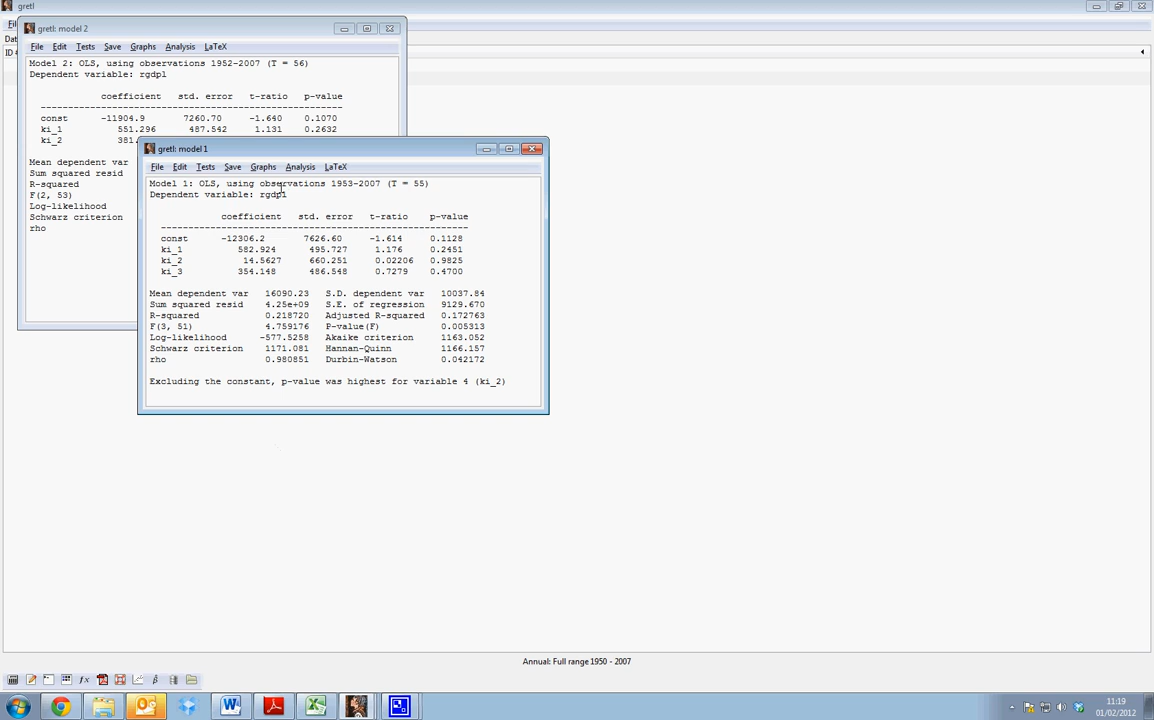 gretl
Fil
Dat
ID #
gretl: model 2
File Edit Tests Save Graphs Analysis LaTeX
Model 2: OLS, using observations 1952-2007 (T = 56)
Dependent variable: rgdpl
coefficient std. error t-ratio p-value
const -11904.9 7260.70 -1.640 0.1070
ki_1 551.296 487.542 1.131 0.2632
ki_2 381.
Mean dependent var
Sum squared resid
R-squared
F(2, 53)
Log-likelihood
Schwarz criterion
rho
gretl: model 1
File Edit Tests Save Graphs Analysis LaTeX
Model 1: OLS, using observations 1953-2007 (T = 55)
Dependent variable: rgdpl
coefficient std. error t-ratio p-value
const -12306.2 7626.60 -1.614 0.1128
ki_1 582.924 495.727 1.176 0.2451
ki_2 14.5627 660.251 0.02206 0.9825
ki_3 354.148 486.548 0.7279 0.4700
Mean dependent var 16090.23 S.D. dependent var 10037.84
Sum squared resid 4.25e+09 S.E. of regression 9129.670
R-squared 0.218720 Adjusted R-squared 0.172763
F(3, 51) 4.759176 P-value(F) 0.005313
Log-likelihood -577.5258 Akaike criterion 1163.052
Schwarz criterion 1171.081 Hannan-Quinn 1166.157
rho 0.980851 Durbin-Watson 0.042172
Excluding the constant, p-value was highest for variable 4 (ki_2)
Annual: Full range 1950 - 2007
11:19
01/02/2012